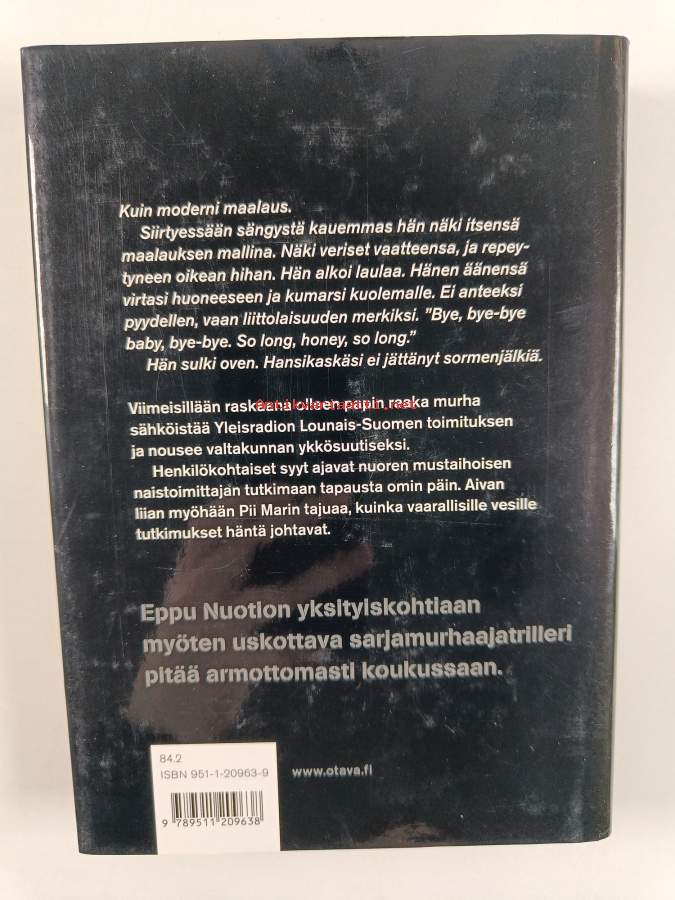 Kuin moderni maalaus.
Siirtyessään sängystä kauemmas hän näki itsensä
maalauksen mallina. Näki veriset vaatteensa, ja repey-
tyneen oikean hihan. Hän alkoi laulaa. Hänen äänensä
virtasi huoneeseen ja kumarsi kuolemalle. Ei anteeksi
pyydellen, vaan liittolaisuuden merkiksi. ”Bye, bye-bye
baby, bye-bye. So long, honey, so long.”
Hän sulki oven. Hansikaskäsi ei jättänyt sormenjälkiä.
Viimeisillään raskaana olleen papin raaka murha
sähköistää Yleisradion Lounais-Suomen toimituksen
ja nousee valtakunnan ykkösuutiseksi.
Henkilökohtaiset syyt ajavat nuoren mustaihoisen
naistoimittajan tutkimaan tapausta omin päin. Aivan
liian myöhään Pii Marin tajuaa, kuinka vaarallisille vesille
tutkimukset häntä johtavat.
Eppu Nuotion yksityiskohtiaan
myöten uskottava sarjamurhaajatrilleri
pitää armottomasti koukussaan.
84.2
ISBN 951-1-20963-9
www.otava.fi
9 789511 209638